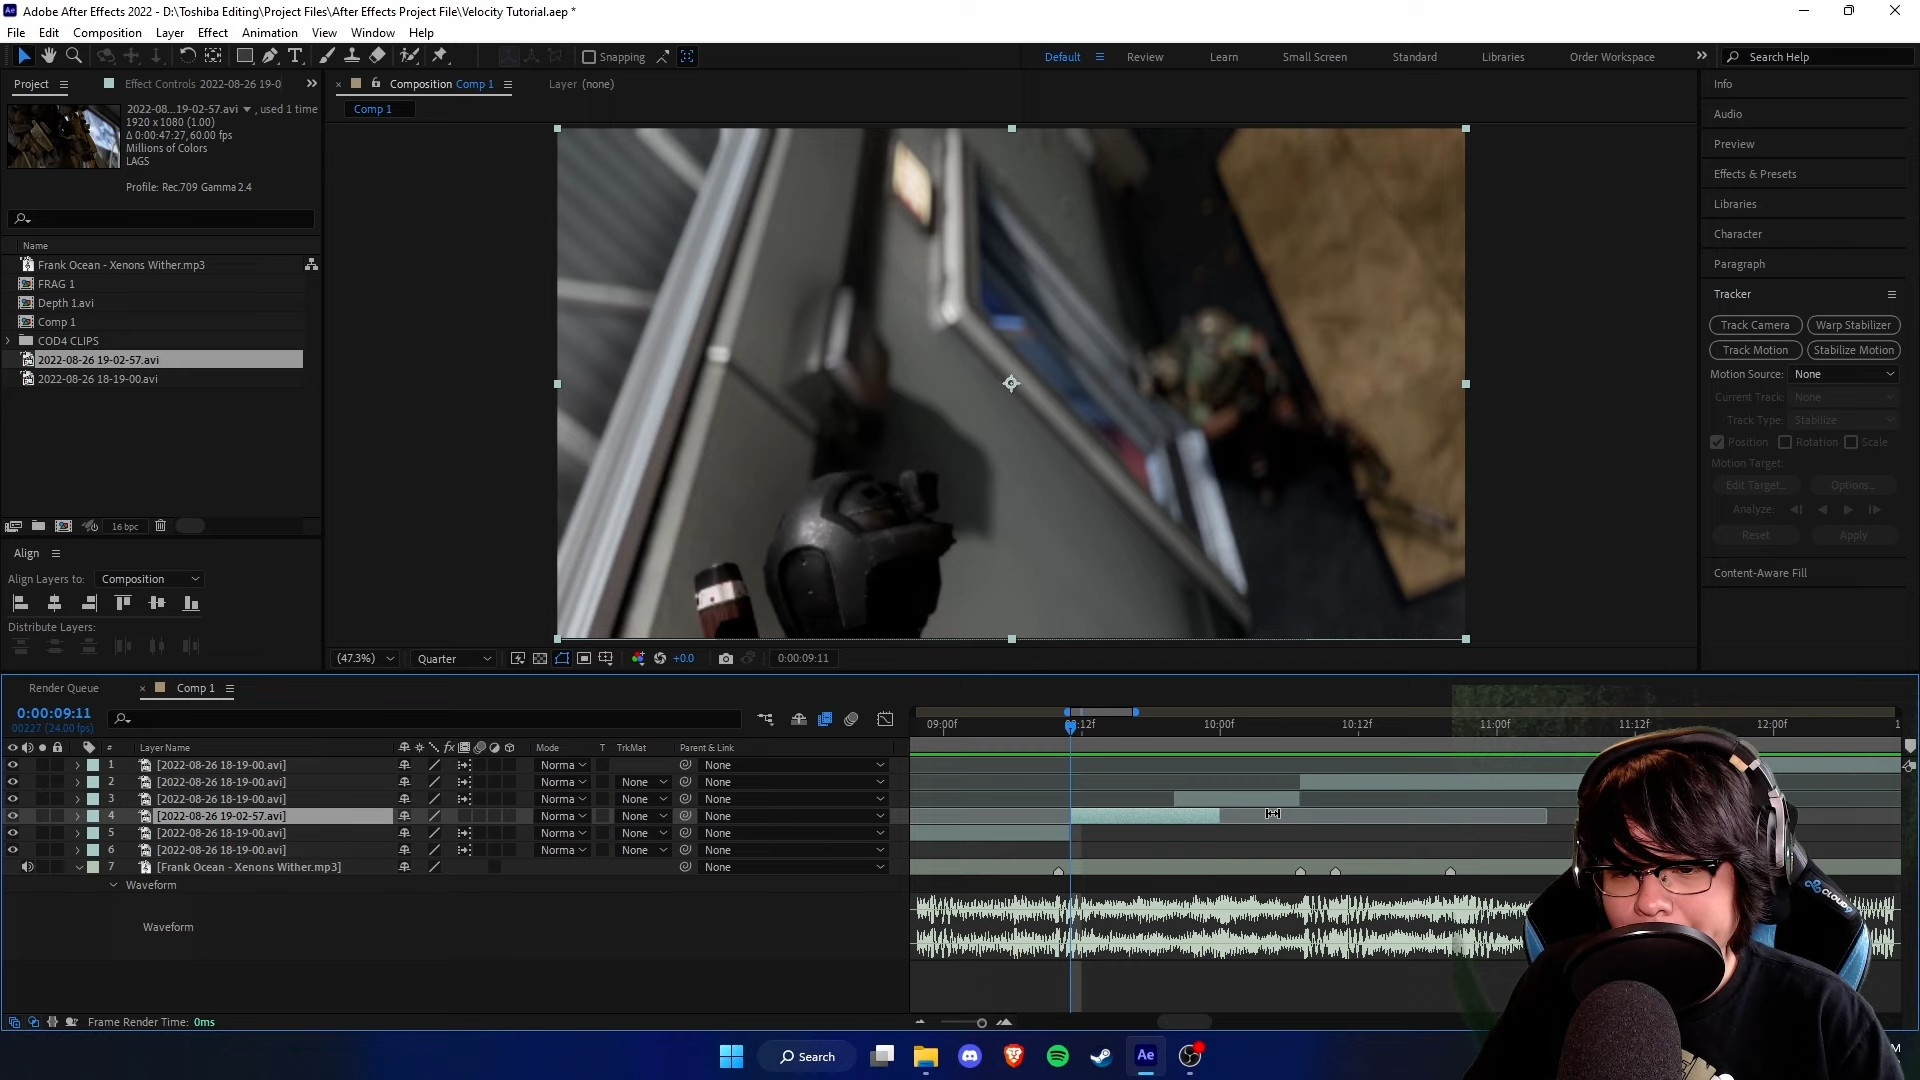 Adobe After Effects 2022 - D:\Toshiba Editing\Project Files\After Effects Project File\Velocity Tutorial.aep *
File Edit Composition Layer Effect Animation View Window Help
Snapping Default Review Learn Small Screen Standard Libraries Order Workspace Search Help
Project Effect Controls 2022-08-26 19-0 Composition Comp 1 Layer (none) Info
Comp 1
2022-08...19-02-57.avi , used 1 time
1920 x 1080 (1.00)
Δ 0:00:47:27, 60.00 fps
Millions of Colors
LAGS
Profile: Rec.709 Gamma 2.4
Audio
Preview
Effects & Presets
Libraries
Character
Paragraph
Tracker
Track Camera Warp Stabilizer
Track Motion Stabilize Motion
Motion Source: None
Current Track: None
Track Type: Stabilize
Position Rotation Scale
Motion Target:
Edit Target... Options...
Analyze:
Reset Apply
Content-Aware Fill
Name
Frank Ocean - Xenons Wither.mp3
FRAG 1
Depth 1.avi
Comp 1
COD4 CLIPS
2022-08-26 19-02-57.avi
2022-08-26 18-19-00.avi
16 bpc
Align
Align Layers to: Composition
Distribute Layers:
(47.3%) Quarter +0.0 0:00:09:11
Render Queue Comp 1
0:00:09:11
00227 (24.00 fps)
09:00f 12f 10:00f 10:12f 11:00f 11:12f 12:00f 1
# Layer Name fx Mode T TrkMat Parent & Link
1 [2022-08-26 18-19-00.avi] Norma None
2 [2022-08-26 18-19-00.avi] Norma None None
3 [2022-08-26 18-19-00.avi] Norma None None
4 [2022-08-26 19-02-57.avi] Norma None None
5 [2022-08-26 18-19-00.avi] Norma None None
6 [2022-08-26 18-19-00.avi] Norma None None
7 [Frank Ocean - Xenons Wither.mp3] None
Waveform
Waveform
Frame Render Time: 0ms
Search Ae
CLOUD9